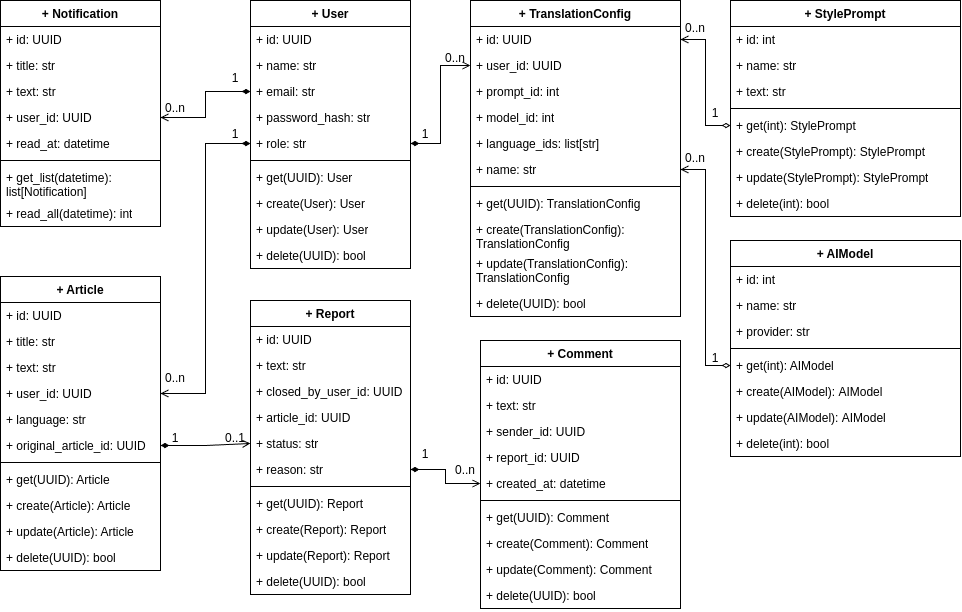 + Notification
+ id: UUID
+ title: str
+ text: str
+ user_id: UUID
+ read_at: datetime
+ get_list(datetime):
list[Notification]
+ read_all(datetime): int
+ User
+ id: UUID
+ name: str
+ email: str
+ password_hash: str
+ role: str
+ get(UUID): User
+ create(User): User
+ update(User): User
+ delete(UUID): bool
+ TranslationConfig
+ id: UUID
+ user_id: UUID
+ prompt_id: int
+ model_id: int
+ language_ids: list[str]
+ name: str
+ get(UUID): TranslationConfig
+ create(TranslationConfig):
TranslationConfig
+ update(TranslationConfig):
TranslationConfig
+ delete(UUID): bool
+ StylePrompt
+ id: int
+ name: str
+ text: str
+ get(int): StylePrompt
+ create(StylePrompt): StylePrompt
+ update(StylePrompt): StylePrompt
+ delete(int): bool
+ Article
+ id: UUID
+ title: str
+ text: str
+ user_id: UUID
+ language: str
+ original_article_id: UUID
+ get(UUID): Article
+ create(Article): Article
+ update(Article): Article
+ delete(UUID): bool
+ Report
+ id: UUID
+ text: str
+ closed_by_user_id: UUID
+ article_id: UUID
+ status: str
+ reason: str
+ get(UUID): Report
+ create(Report): Report
+ update(Report): Report
+ delete(UUID): bool
+ Comment
+ id: UUID
+ text: str
+ sender_id: UUID
+ report_id: UUID
+ created_at: datetime
+ get(UUID): Comment
+ create(Comment): Comment
+ update(Comment): Comment
+ delete(UUID): bool
+ AIModel
+ id: int
+ name: str
+ provider: str
+ get(int): AIModel
+ create(AIModel): AIModel
+ update(AIModel): AIModel
+ delete(int): bool
1
0..n
1
0..n
1
0..n
0..n
1
0..n
1
1
0..1
1
0..n